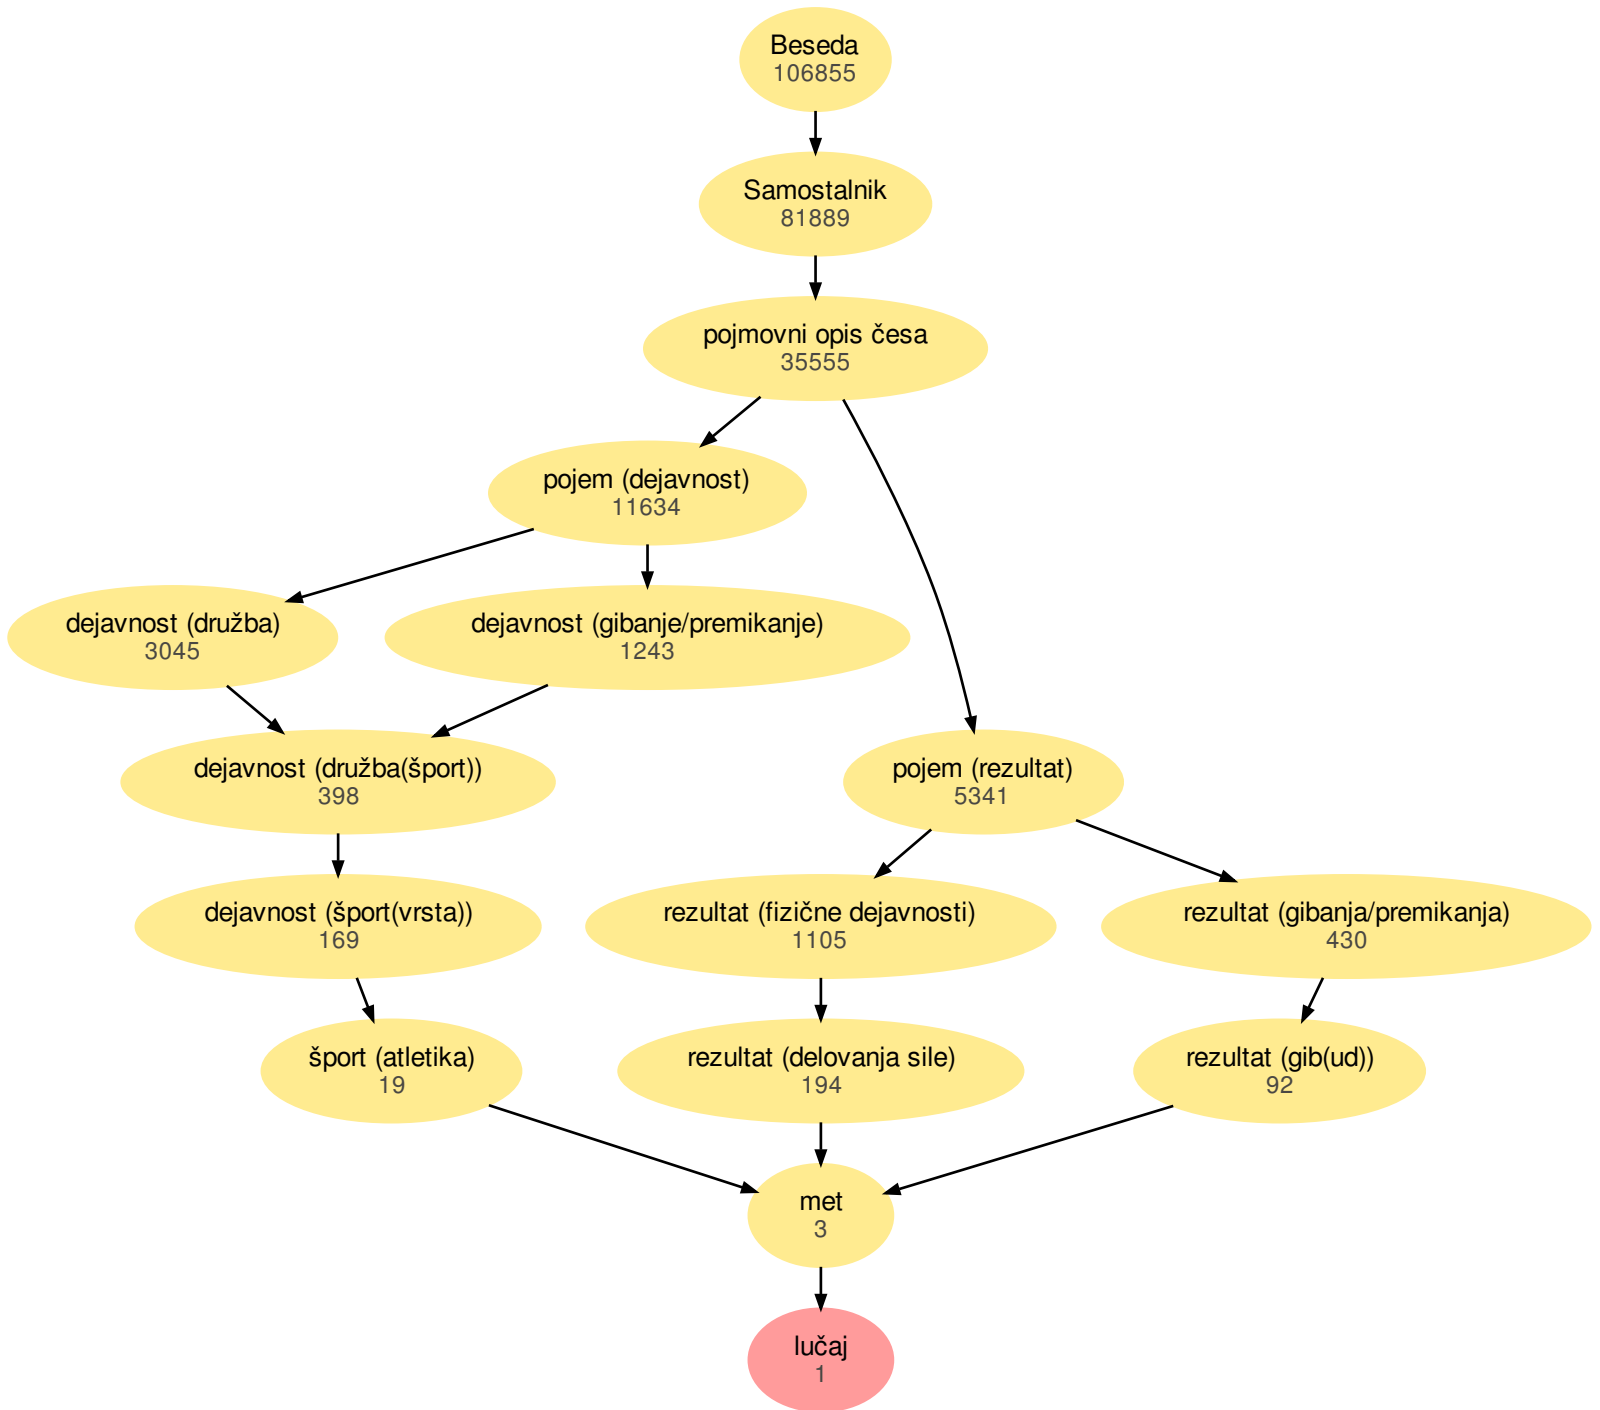 Beseda
106855
Samostalnik
81889
pojmovni opis česa
35555
pojem (dejavnost)
11634
dejavnost (družba)
3045
dejavnost (gibanje/premikanje)
1243
dejavnost (družba(šport))
398
pojem (rezultat)
5341
dejavnost (šport(vrsta))
169
rezultat (fizične dejavnosti)
1105
rezultat (gibanja/premikanja)
430
šport (atletika)
19
rezultat (delovanja sile)
194
rezultat (gib(ud))
92
met
3
lučaj
1